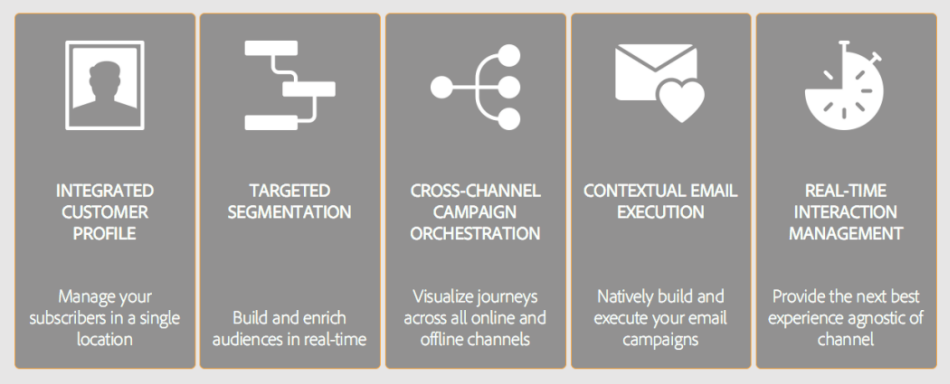 INTEGRATED
CUSTOMER
PROFILE
Manage your
subscribers in a single
location
TARGETED
SEGMENTATION
Build and enrich
audiences in real-time
CROSS-CHANNEL
CAMPAIGN
ORCHESTRATION
Visualize journeys
across all online and
offline channels
CONTEXTUAL EMAIL
EXECUTION
Natively build and
execute your email
campaigns
REAL-TIME
INTERACTION
MANAGEMENT
Provide the next best
experience agnostic of
channel